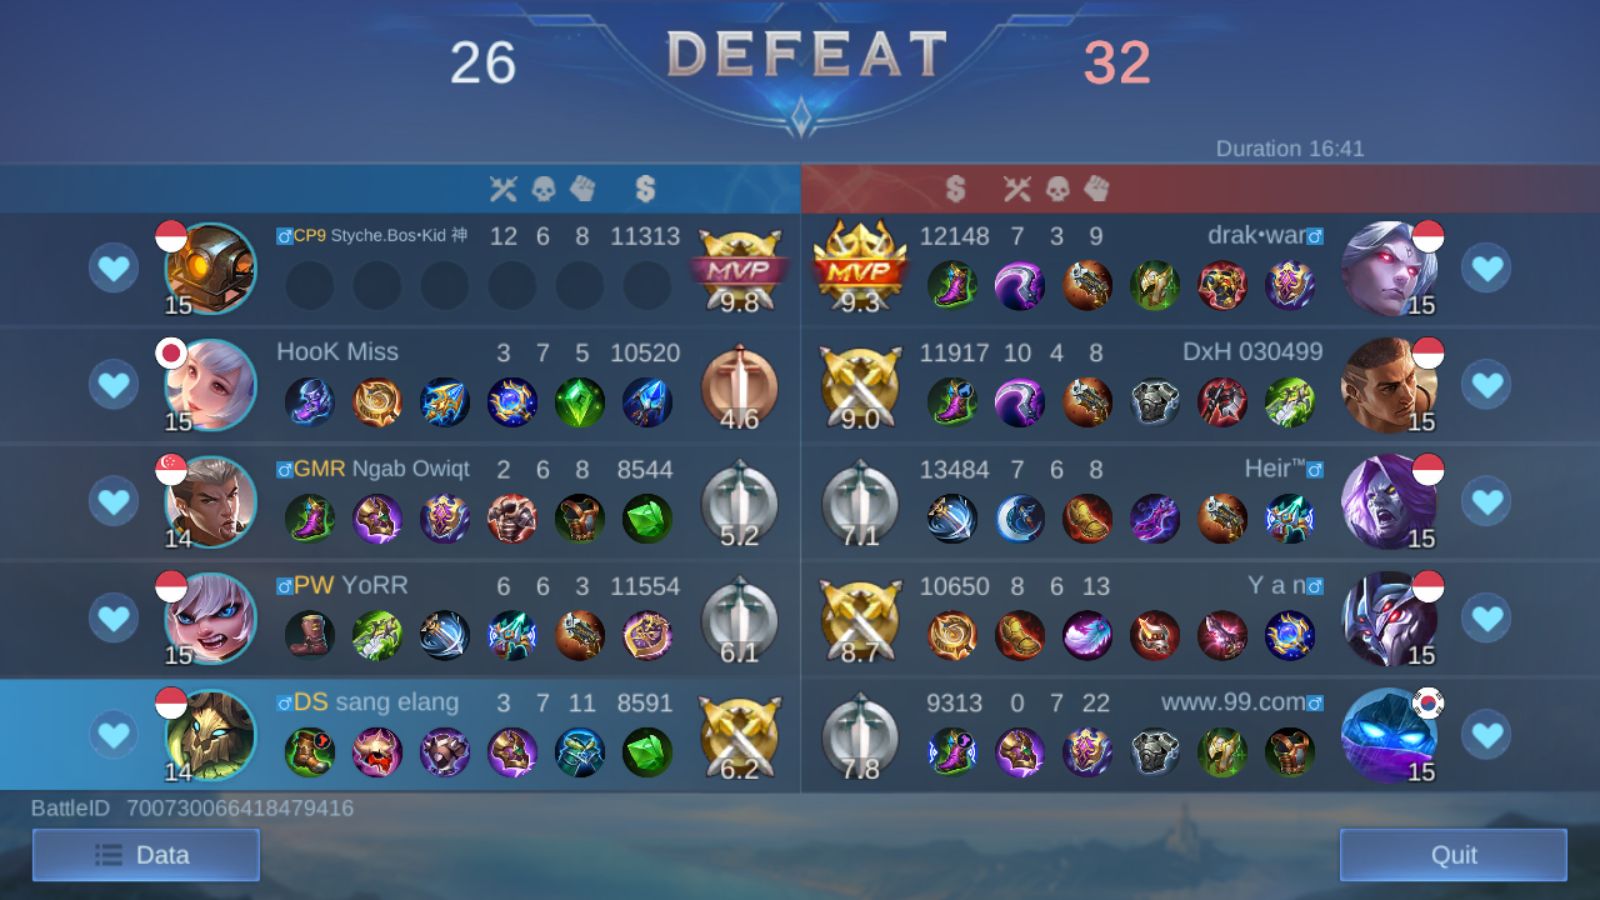 26 DEFEAT 32
Duration 16:41
♂CP9 Styche.Bos•Kid 神 12 6 8 11313
MVP
9.8
15
12148 7 3 9 drak•war♂
MVP
9.3
15
HooK Miss 3 7 5 10520
4.6
15
11917 10 4 8 DxH 030499
9.0
15
♂GMR Ngab Owiqt 2 6 8 8544
5.2
14
13484 7 6 8 Heir™♂
7.1
15
♂PW YoRR 6 6 3 11554
6.1
15
10650 8 6 13 Y a n♂
8.7
15
♂DS sang elang 3 7 11 8591
6.2
14
9313 0 7 22 www.99.com♂
7.8
15
BattleID 700730066418479416
Data
Quit